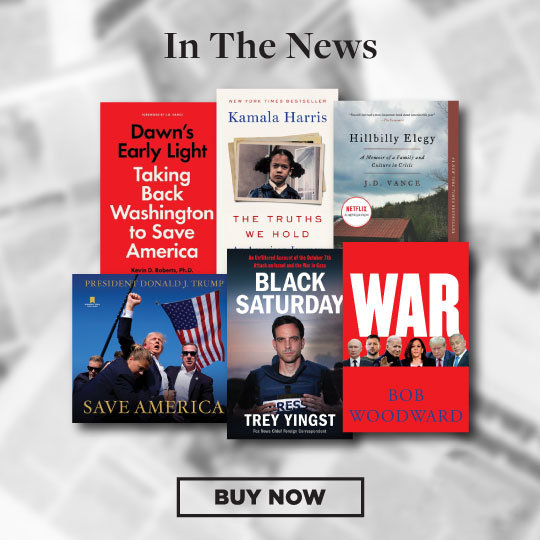 In The News
FOREWORD BY J.D. VANCE
Dawn's
Early Light
Taking
Back
Washington
to Save
America
Kevin D. Roberts, Ph.D.
NEW YORK TIMES BESTSELLER
Kamala Harris
THE TRUTHS
WE HOLD
An American Journey
Hillbilly Elegy
A Memoir of a Family and
Culture in Crisis
J.D. VANCE
NETFLIX
PRESIDENT DONALD J. TRUMP
SAVE AMERICA
An Unfiltered Account of the October 7th
Attack on Israel and the War in Gaza
BLACK
SATURDAY
PRESS
TREY YINGST
Fox News Chief Foreign Correspondent
WAR
BOB
WOODWARD
BUY NOW